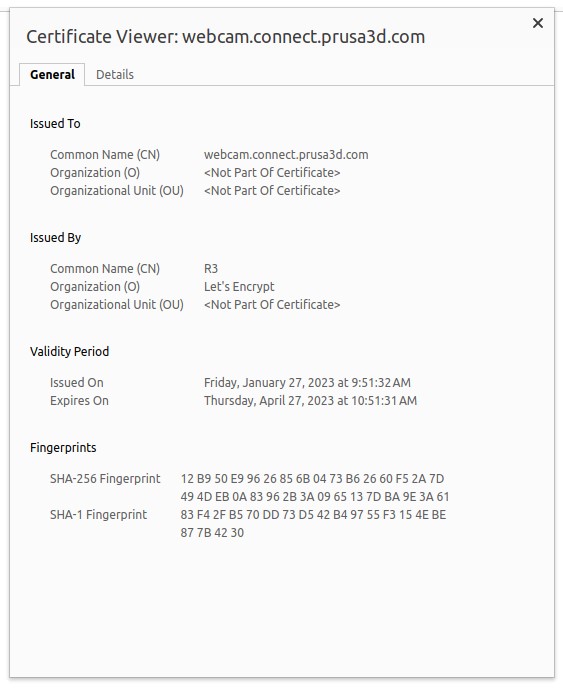 Certificate Viewer: webcam.connect.prusa3d.com
General Details
Issued To
Common Name (CN) webcam.connect.prusa3d.com
Organization (O) <Not Part Of Certificate>
Organizational Unit (OU) <Not Part Of Certificate>
Issued By
Common Name (CN) R3
Organization (O) Let's Encrypt
Organizational Unit (OU) <Not Part Of Certificate>
Validity Period
Issued On Friday, January 27, 2023 at 9:51:32 AM
Expires On Thursday, April 27, 2023 at 10:51:31 AM
Fingerprints
SHA-256 Fingerprint 12 B9 50 E9 96 26 85 6B 04 73 B6 26 60 F5 2A 7D
49 4D EB 0A 83 96 2B 3A 09 65 13 7D BA 9E 3A 61
SHA-1 Fingerprint 83 F4 2F B5 70 DD 73 D5 42 B4 97 55 F3 15 4E BE
87 7B 42 30